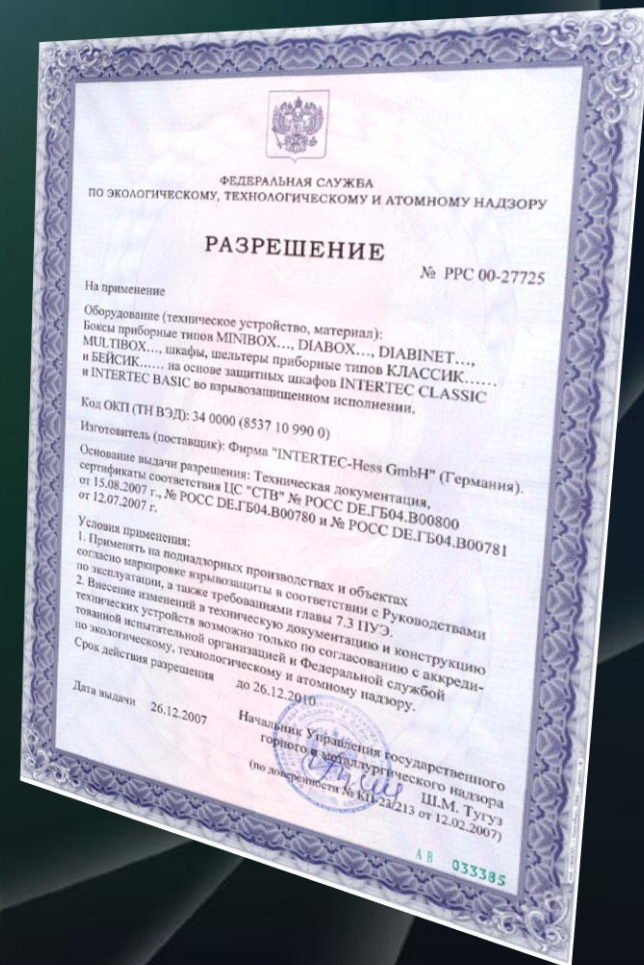 ФЕДЕРАЛЬНАЯ СЛУЖБА
ПО ЭКОЛОГИЧЕСКОМУ, ТЕХНОЛОГИЧЕСКОМУ И АТОМНОМУ НАДЗОРУ
РАЗРЕШЕНИЕ
№ РРС 00-27725
На применение
Оборудование (техническое устройство, материал):
Боксы приборные типов MINIBOX…, DIABOX…, DIABINET…,
MULTIBOX…, шкафы, шельтеры приборные типов КЛАССИК……
и БЕЙСИК…… на основе защитных шкафов INTERTEC CLASSIC
и INTERTEC BASIC во взрывозащищенном исполнении.
Код ОКП (ТН ВЭД): 34 0000 (8537 10 990 0)
Изготовитель (поставщик): Фирма "INTERTEC-Hess GmbH" (Германия).
Основание выдачи разрешения: Техническая документация,
сертификаты соответствия ЦС "СТВ" № РОСС DE.ГБ04.В00800
от 15.08.2007 г., № РОСС DE.ГБ04.В00780 и № РОСС DE.ГБ04.В00781
от 12.07.2007 г.
Условия применения:
1. Применять на поднадзорных производствах и объектах
согласно маркировке взрывозащиты в соответствии с Руководствами
по эксплуатации, а также требованиями главы 7.3 ПУЭ.
2. Внесение изменений в техническую документацию и конструкцию
технических устройств возможно только по согласованию с аккреди-
тованной испытательной организацией и Федеральной службой
по экологическому, технологическому и атомному надзору.
Срок действия разрешения до 26.12.2010
Дата выдачи 26.12.2007
Начальник Управления государственного
горного и металлургического надзора
Ш.М. Тугуз
(по доверенности № КП-23/213 от 12.02.2007)
АВ 033385